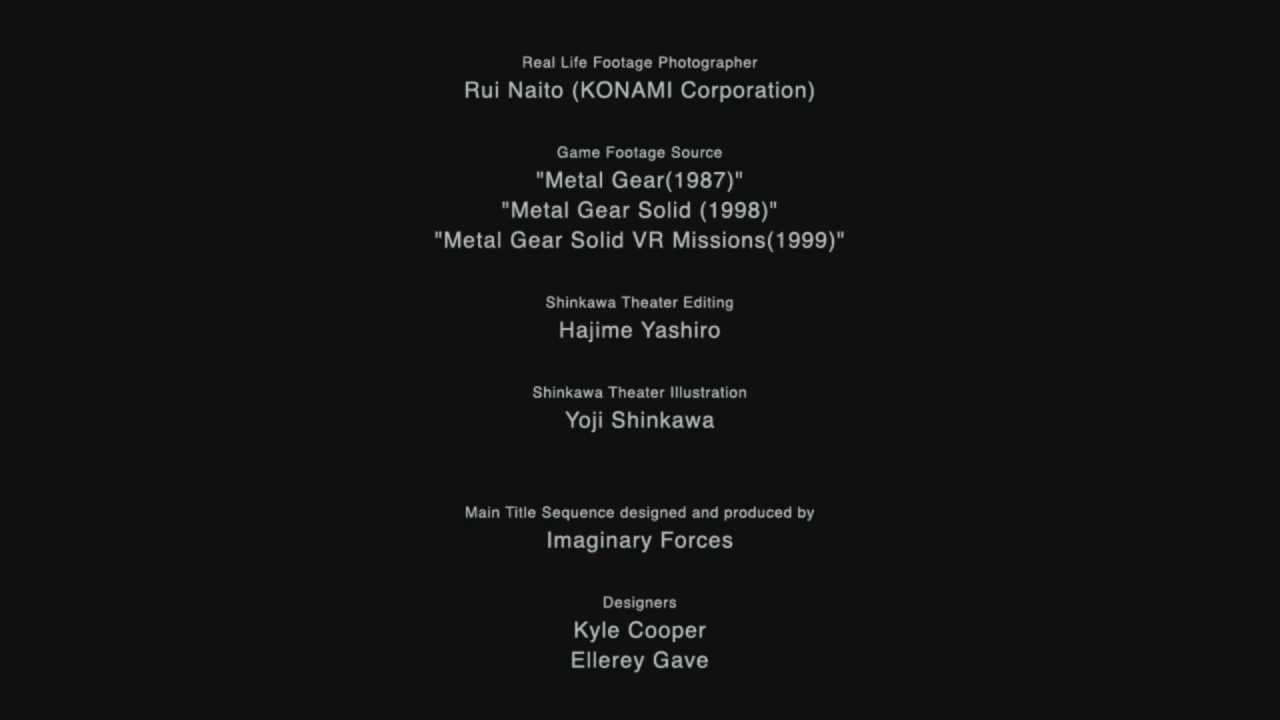 Real Life Footage Photographer
Rui Naito (KONAMI Corporation)
Game Footage Source
"Metal Gear(1987)"
"Metal Gear Solid (1998)"
"Metal Gear Solid VR Missions(1999)"
Shinkawa Theater Editing
Hajime Yashiro
Shinkawa Theater Illustration
Yoji Shinkawa
Main Title Sequence designed and produced by
Imaginary Forces
Designers
Kyle Cooper
Ellerey Gave